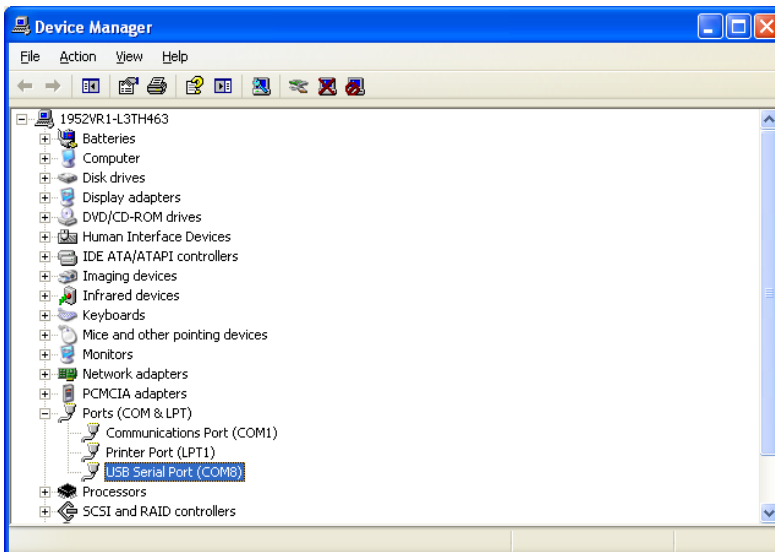 Device Manager
File Action View Help
1952VR1-L3TH463
Batteries
Computer
Disk drives
Display adapters
DVD/CD-ROM drives
Human Interface Devices
IDE ATA/ATAPI controllers
Imaging devices
Infrared devices
Keyboards
Mice and other pointing devices
Monitors
Network adapters
PCMCIA adapters
Ports (COM & LPT)
Communications Port (COM1)
Printer Port (LPT1)
USB Serial Port (COM8)
Processors
SCSI and RAID controllers